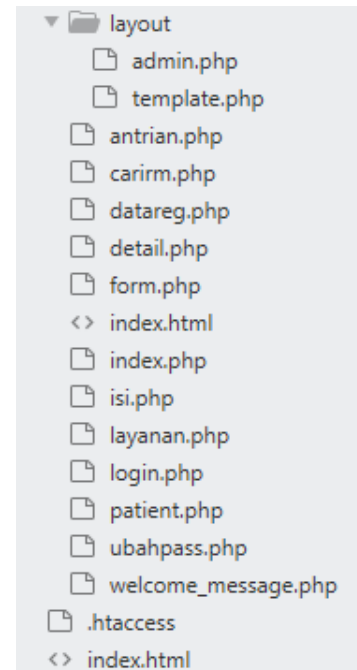 layout
admin.php
template.php
antrian.php
carirm.php
datareg.php
detail.php
form.php
<> index.html
index.php
isi.php
layanan.php
login.php
patient.php
ubahpass.php
welcome_message.php
.htaccess
<> index.html